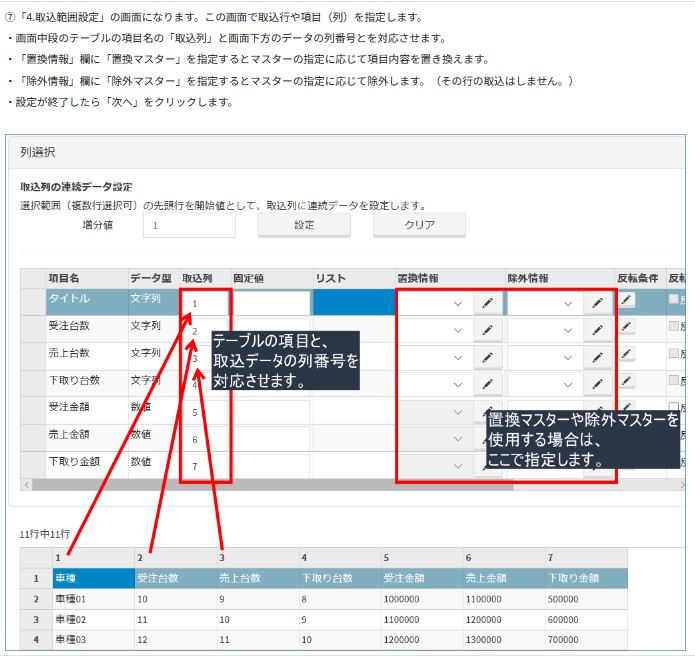 ⑦「4.取込範囲設定」の画面になります。この画面で取込行や項目（列）を指定します。
・画面中段のテーブルの項目名の「取込列」と画面下方のデータの列番号とを対応させます。
・「置換情報」欄に「置換マスター」を指定するとマスターの指定に応じて項目内容を置き換えます。
・「除外情報」欄に「除外マスター」を指定するとマスターの指定に応じて除外します。（その行の取込はしません。）
・設定が終了したら「次へ」をクリックします。
列選択
取込列の連続データ設定
選択範囲（複数行選択可）の先頭行を開始値として、取込列に連続データを設定します。
増分値 1 設定 クリア
項目名 データ型 取込列 固定値 リスト 置換情報 除外情報 反転条件 反転
タイトル 文字列 1
受注台数 文字列 2
売上台数 文字列 3
下取り台数 文字列 4
受注金額 数値 5
売上金額 数値 6
下取り金額 数値 7
テーブルの項目と、
取込データの列番号を
対応させます。
置換マスターや除外マスターを
使用する場合は、
ここで指定します。
11行中11行
1 2 3 4 5 6 7
1 車種 受注台数 売上台数 下取り台数 受注金額 売上金額 下取り金額
2 車種01 10 9 8 1000000 1100000 500000
3 車種02 11 10 9 1100000 1200000 600000
4 車種03 12 11 10 1200000 1300000 700000